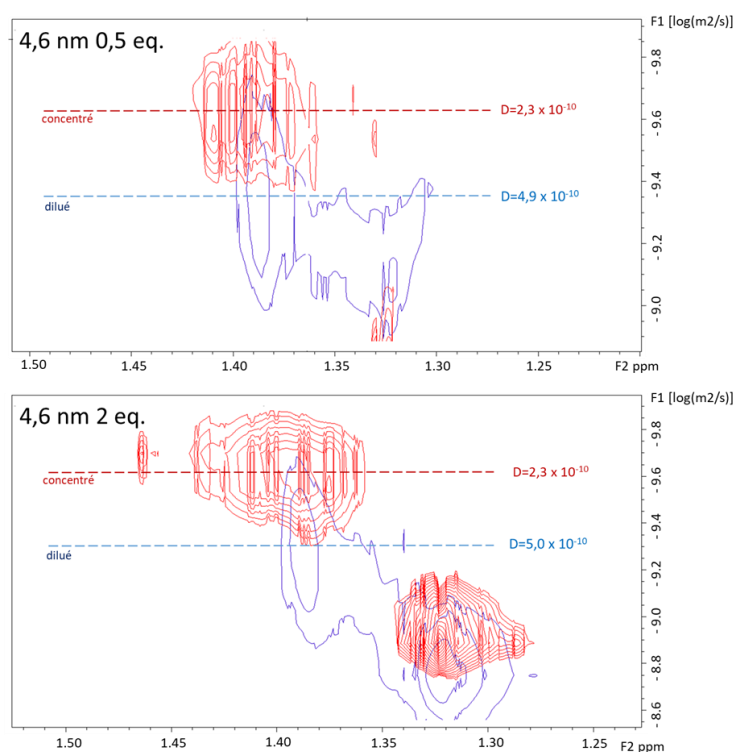 F1 [log(m2/s)]
4,6 nm 0,5 eq.
- 9.8
D=2,3 x 10-10
concentré
- 9.6
- 9.4
D=4,9 x 10-10
dilué
- 9.2
- 9.0
1.50 1.45 1.40 1.35 1.30 1.25 F2 ppm
F1 [log(m2/s)]
4,6 nm 2 eq.
- 9.8
D=2,3 x 10-10
concentré
- 9.6
- 9.4
D=5,0 x 10-10
dilué
- 9.2
- 9.0
- 8.8
- 8.6
1.50 1.45 1.40 1.35 1.30 1.25 F2 ppm